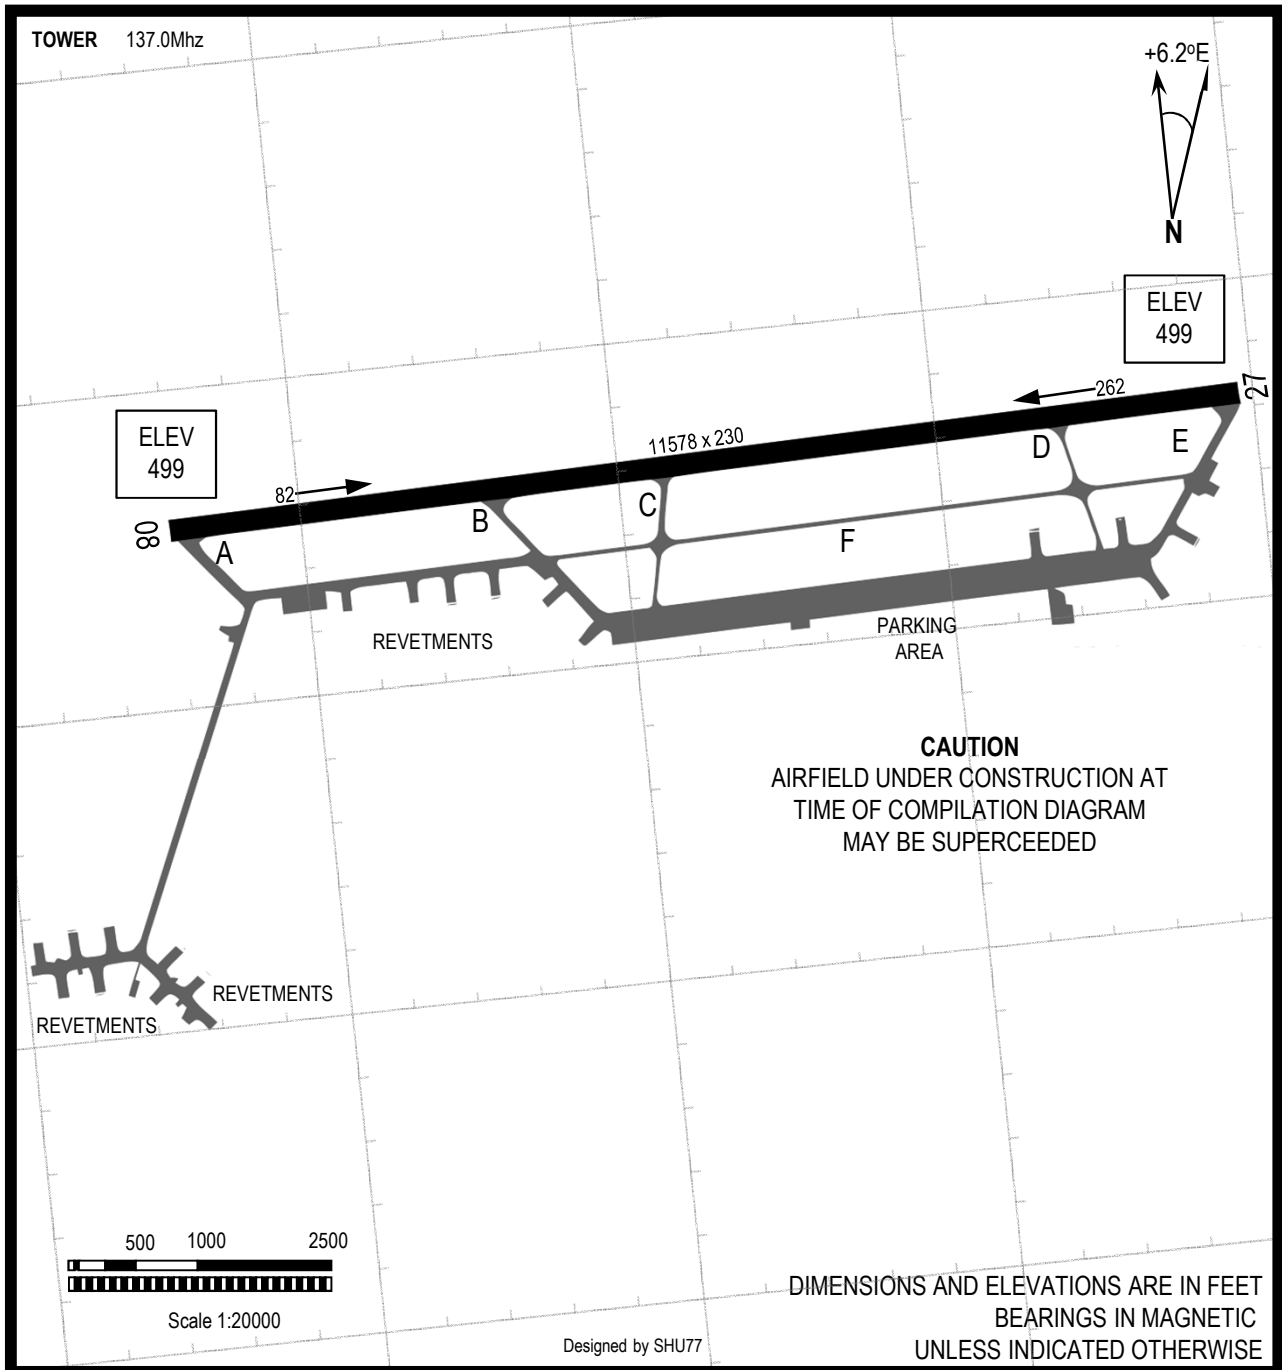 TOWER 137.0Mhz
+6.2ºE
N
ELEV
499
27
262
11578 x 230
ELEV
499
82
08
A
B
C
D
E
F
REVETMENTS
PARKING
AREA
CAUTION
AIRFIELD UNDER CONSTRUCTION AT
TIME OF COMPILATION DIAGRAM
MAY BE SUPERCEEDED
REVETMENTS
REVETMENTS
500 1000 2500
Scale 1:20000
Designed by SHU77
DIMENSIONS AND ELEVATIONS ARE IN FEET
BEARINGS IN MAGNETIC
UNLESS INDICATED OTHERWISE